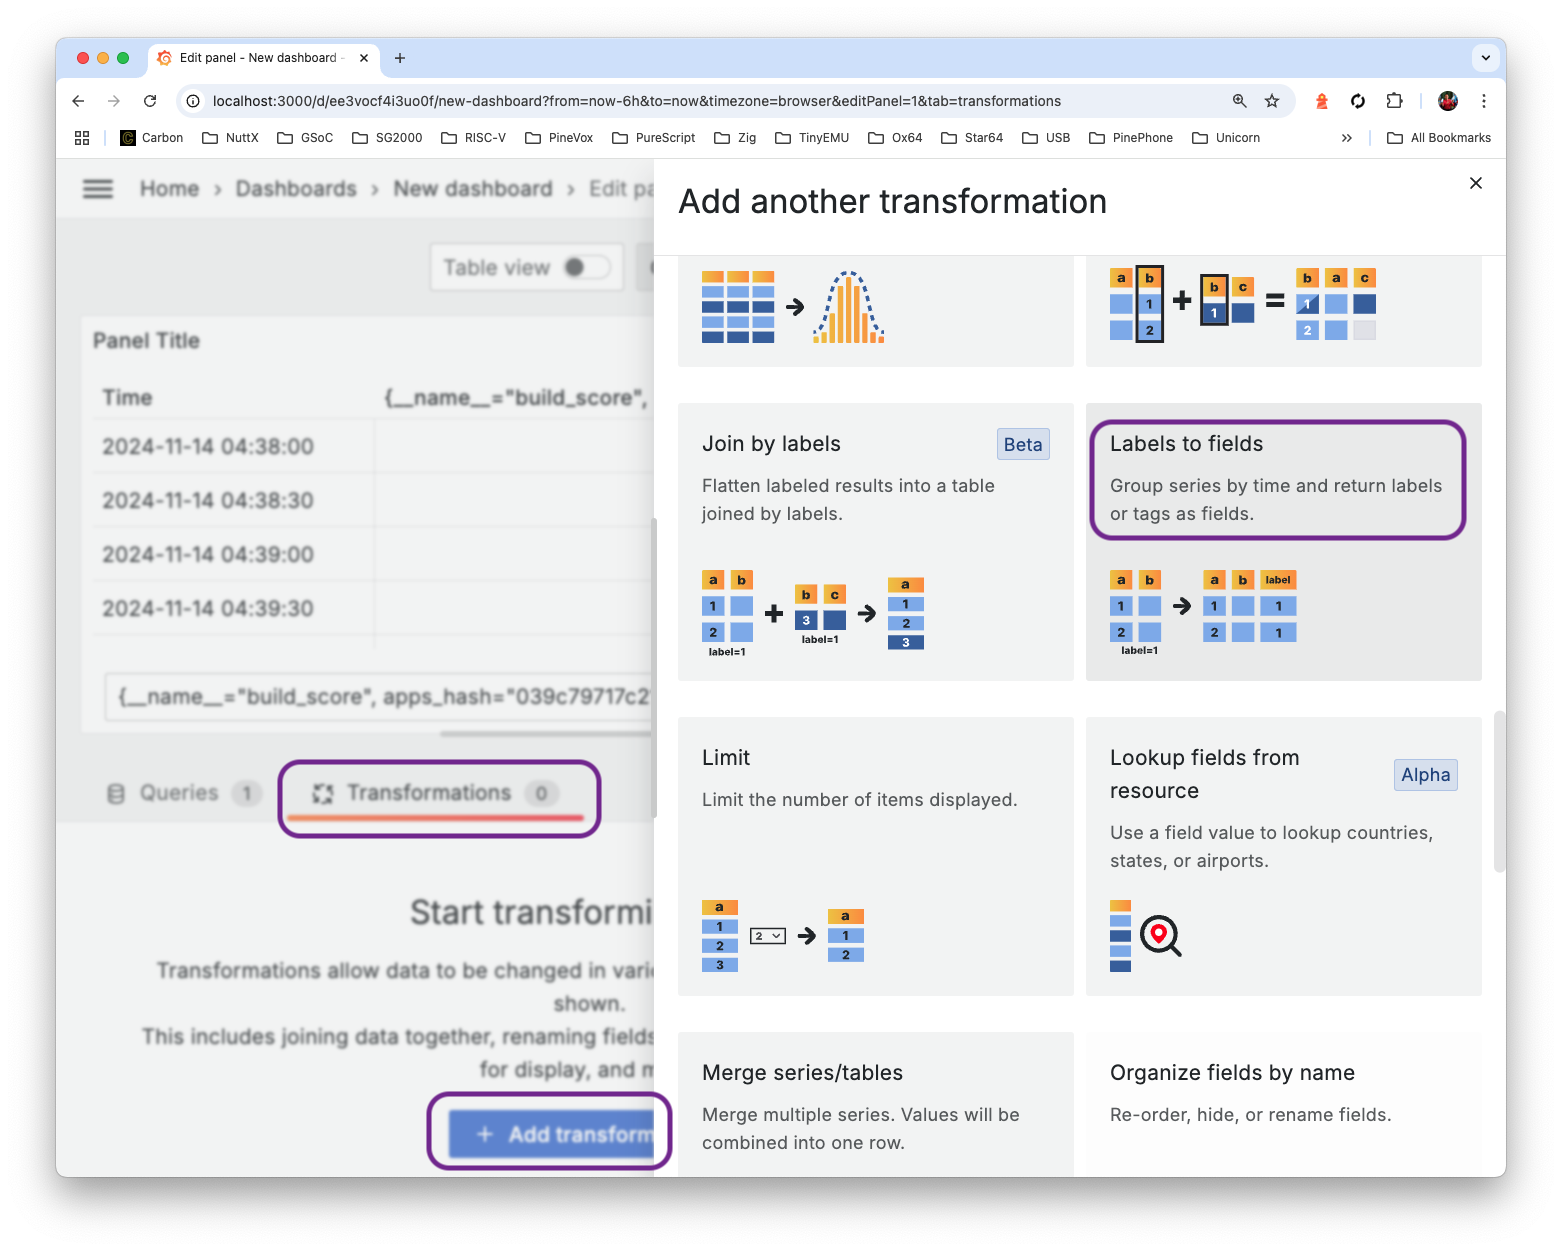 Edit panel - New dashboard -
localhost:3000/d/ee3vocf4i3uo0f/new-dashboard?from=now-6h&to=now&timezone=browser&editPanel=1&tab=transformations
Carbon NuttX GSoC SG2000 RISC-V PineVox PureScript Zig TinyEMU Ox64 Star64 USB PinePhone Unicorn » All Bookmarks
Home › Dashboards › New dashboard › Edit pa
Table view
Panel Title
Time {__name__="build_score",
2024-11-14 04:38:00
2024-11-14 04:38:30
2024-11-14 04:39:00
2024-11-14 04:39:30
{__name__="build_score", apps_hash="039c79717c2
Queries 1 Transformations 0
Start transformi
Transformations allow data to be changed in vari
shown.
This includes joining data together, renaming fields
for display, and m
+ Add transform
Add another transformation
a b b c b a c
1 1 1
2 2
Join by labels Beta
Flatten labeled results into a table
joined by labels.
a b b c a
1 3 1
2 2
label=1 label=1 3
Labels to fields
Group series by time and return labels
or tags as fields.
a b a b label
1 1 1
2 2 1
label=1
Limit
Limit the number of items displayed.
a a
1 2 1
2 2
3
Lookup fields from
resource Alpha
Use a field value to lookup countries,
states, or airports.
Merge series/tables
Merge multiple series. Values will be
combined into one row.
Organize fields by name
Re-order, hide, or rename fields.